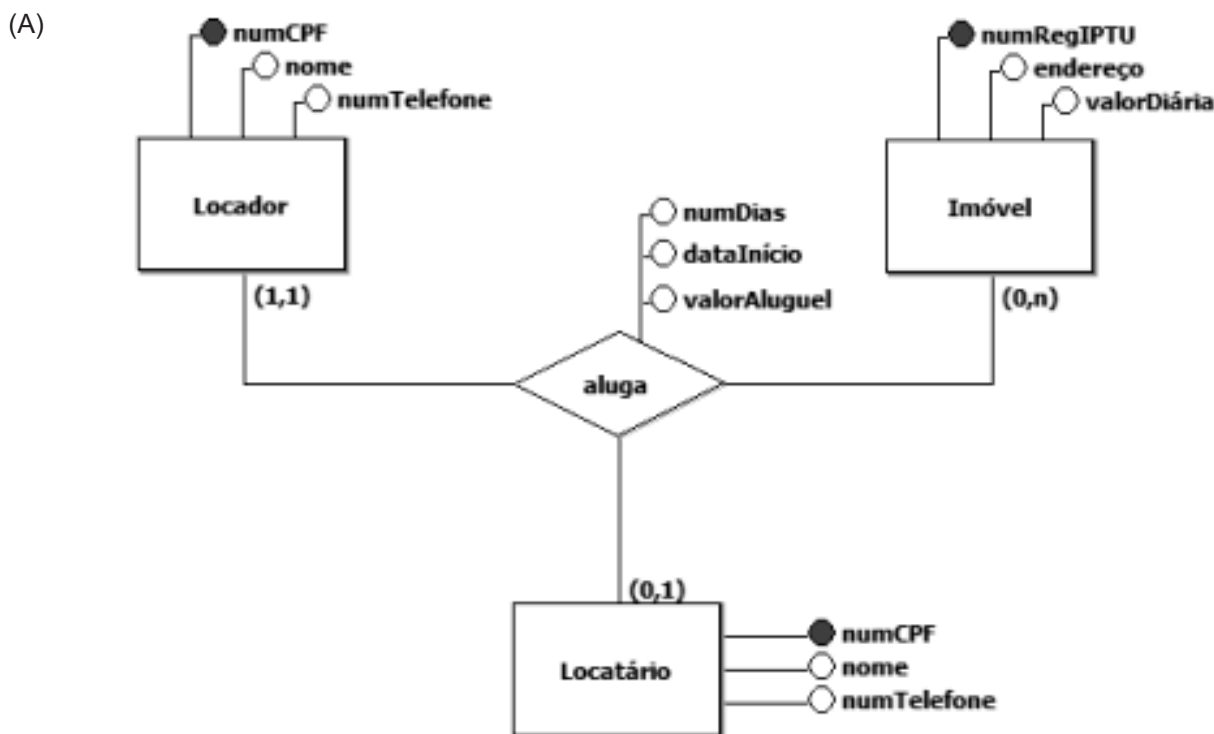 (A)
numCPF
nome
numTelefone
Locador
(1,1)
numRegIPTU
endereço
valorDiária
Imóvel
(0,n)
numDias
dataInício
valorAluguel
aluga
(0,1)
Locatário
numCPF
nome
numTelefone